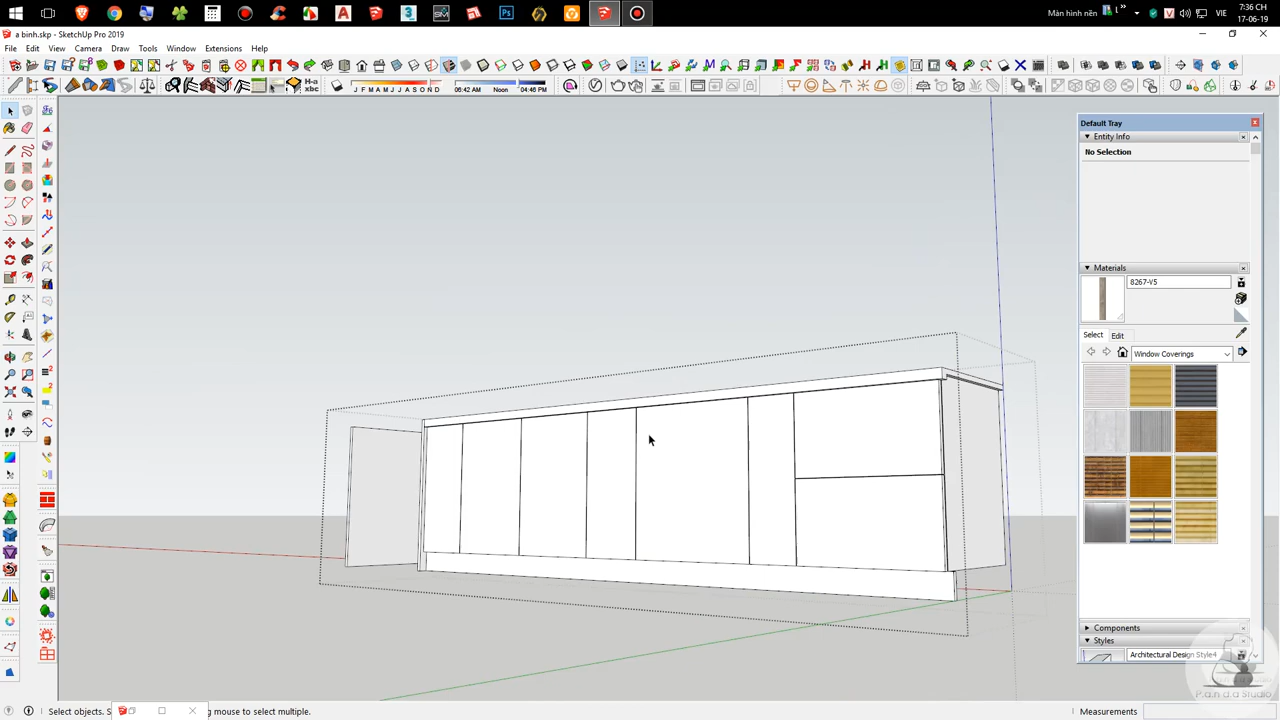 Màn hình nền
VIE
7:36 CH
17-06-19
a binh.skp - SketchUp Pro 2019
File Edit View Camera Draw Tools Window Extensions Help
H-a
xbc
J F M A M J J A S O N D
06:42 AM Noon 04:46 PM
Default Tray
Entity Info
No Selection
Materials
8267-V5
Select Edit
Window Coverings
Components
Styles
Architectural Design Style4
P.a.n.d.a Studio
Select objects. S
g mouse to select multiple.
Measurements